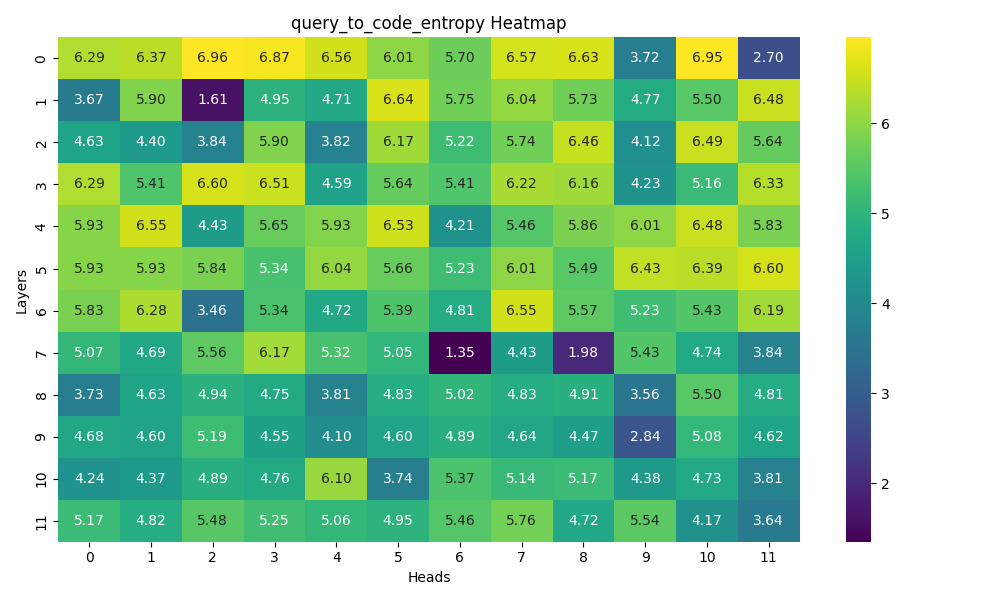 query_to_code_entropy Heatmap
Layers
0 6.29 6.37 6.96 6.87 6.56 6.01 5.70 6.57 6.63 3.72 6.95 2.70
1 3.67 5.90 1.61 4.95 4.71 6.64 5.75 6.04 5.73 4.77 5.50 6.48
2 4.63 4.40 3.84 5.90 3.82 6.17 5.22 5.74 6.46 4.12 6.49 5.64
3 6.29 5.41 6.60 6.51 4.59 5.64 5.41 6.22 6.16 4.23 5.16 6.33
4 5.93 6.55 4.43 5.65 5.93 6.53 4.21 5.46 5.86 6.01 6.48 5.83
5 5.93 5.93 5.84 5.34 6.04 5.66 5.23 6.01 5.49 6.43 6.39 6.60
6 5.83 6.28 3.46 5.34 4.72 5.39 4.81 6.55 5.57 5.23 5.43 6.19
7 5.07 4.69 5.56 6.17 5.32 5.05 1.35 4.43 1.98 5.43 4.74 3.84
8 3.73 4.63 4.94 4.75 3.81 4.83 5.02 4.83 4.91 3.56 5.50 4.81
9 4.68 4.60 5.19 4.55 4.10 4.60 4.89 4.64 4.47 2.84 5.08 4.62
10 4.24 4.37 4.89 4.76 6.10 3.74 5.37 5.14 5.17 4.38 4.73 3.81
11 5.17 4.82 5.48 5.25 5.06 4.95 5.46 5.76 4.72 5.54 4.17 3.64
0 1 2 3 4 5 6 7 8 9 10 11
Heads
6
5
4
3
2